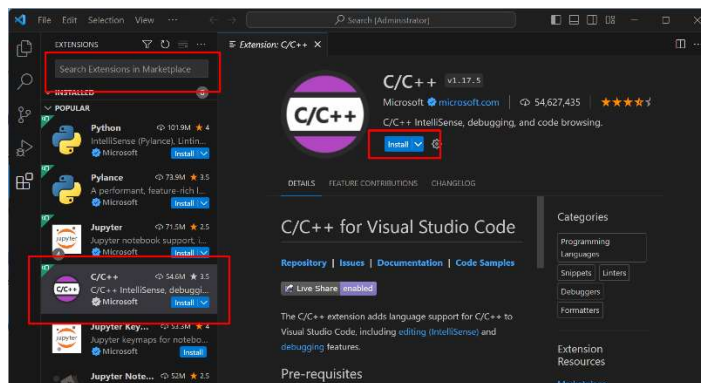 File Edit Selection View ...
Search [Administrator]
EXTENSIONS
Extension: C/C++
Search Extensions in Marketplace
INSTALLED
POPULAR
Python 101.9M 4
IntelliSense (Pylance), Lintin...
Microsoft Install
Pylance 73.9M 3.5
A performant, feature-rich l...
Microsoft Install
Jupyter 71.5M 2.5
Jupyter notebook support, i...
Microsoft Install
C/C++ 54.6M 3.5
C/C++ IntelliSense, debuggi...
Microsoft Install
Jupyter Key... 53.3M 4
Jupyter keymaps for notebo...
Microsoft Install
Jupyter Note... 52M 2.5
C/C++
C/C++ v1.17.5
Microsoft microsoft.com 54,627,435
C/C++ IntelliSense, debugging, and code browsing.
Install
DETAILS FEATURE CONTRIBUTIONS CHANGELOG
C/C++ for Visual Studio Code
Repository | Issues | Documentation | Code Samples
Live Share enabled
The C/C++ extension adds language support for C/C++ to
Visual Studio Code, including editing (IntelliSense) and
debugging features.
Pre-requisites
Categories
Programming
Languages
Snippets Linters
Debuggers
Formatters
Extension
Resources